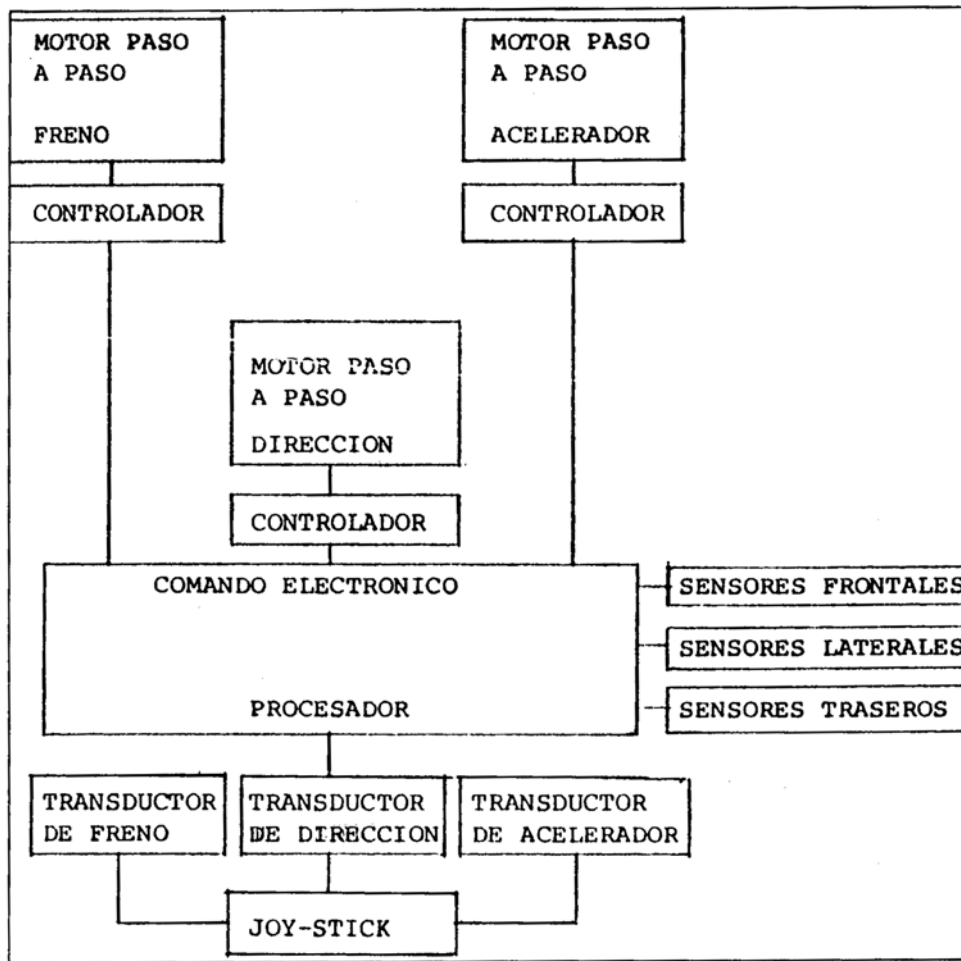 MOTOR PASO
A PASO
FRENO
CONTROLADOR
MOTOR PASO
A PASO
ACELERADOR
CONTROLADOR
MOTOR PASO
A PASO
DIRECCION
CONTROLADOR
COMANDO ELECTRONICO
PROCESADOR
SENSORES FRONTALES
SENSORES LATERALES
SENSORES TRASEROS
TRANSDUCTOR
DE FRENO
TRANSDUCTOR
DE DIRECCION
TRANSDUCTOR
DE ACELERADOR
JOY-STICK